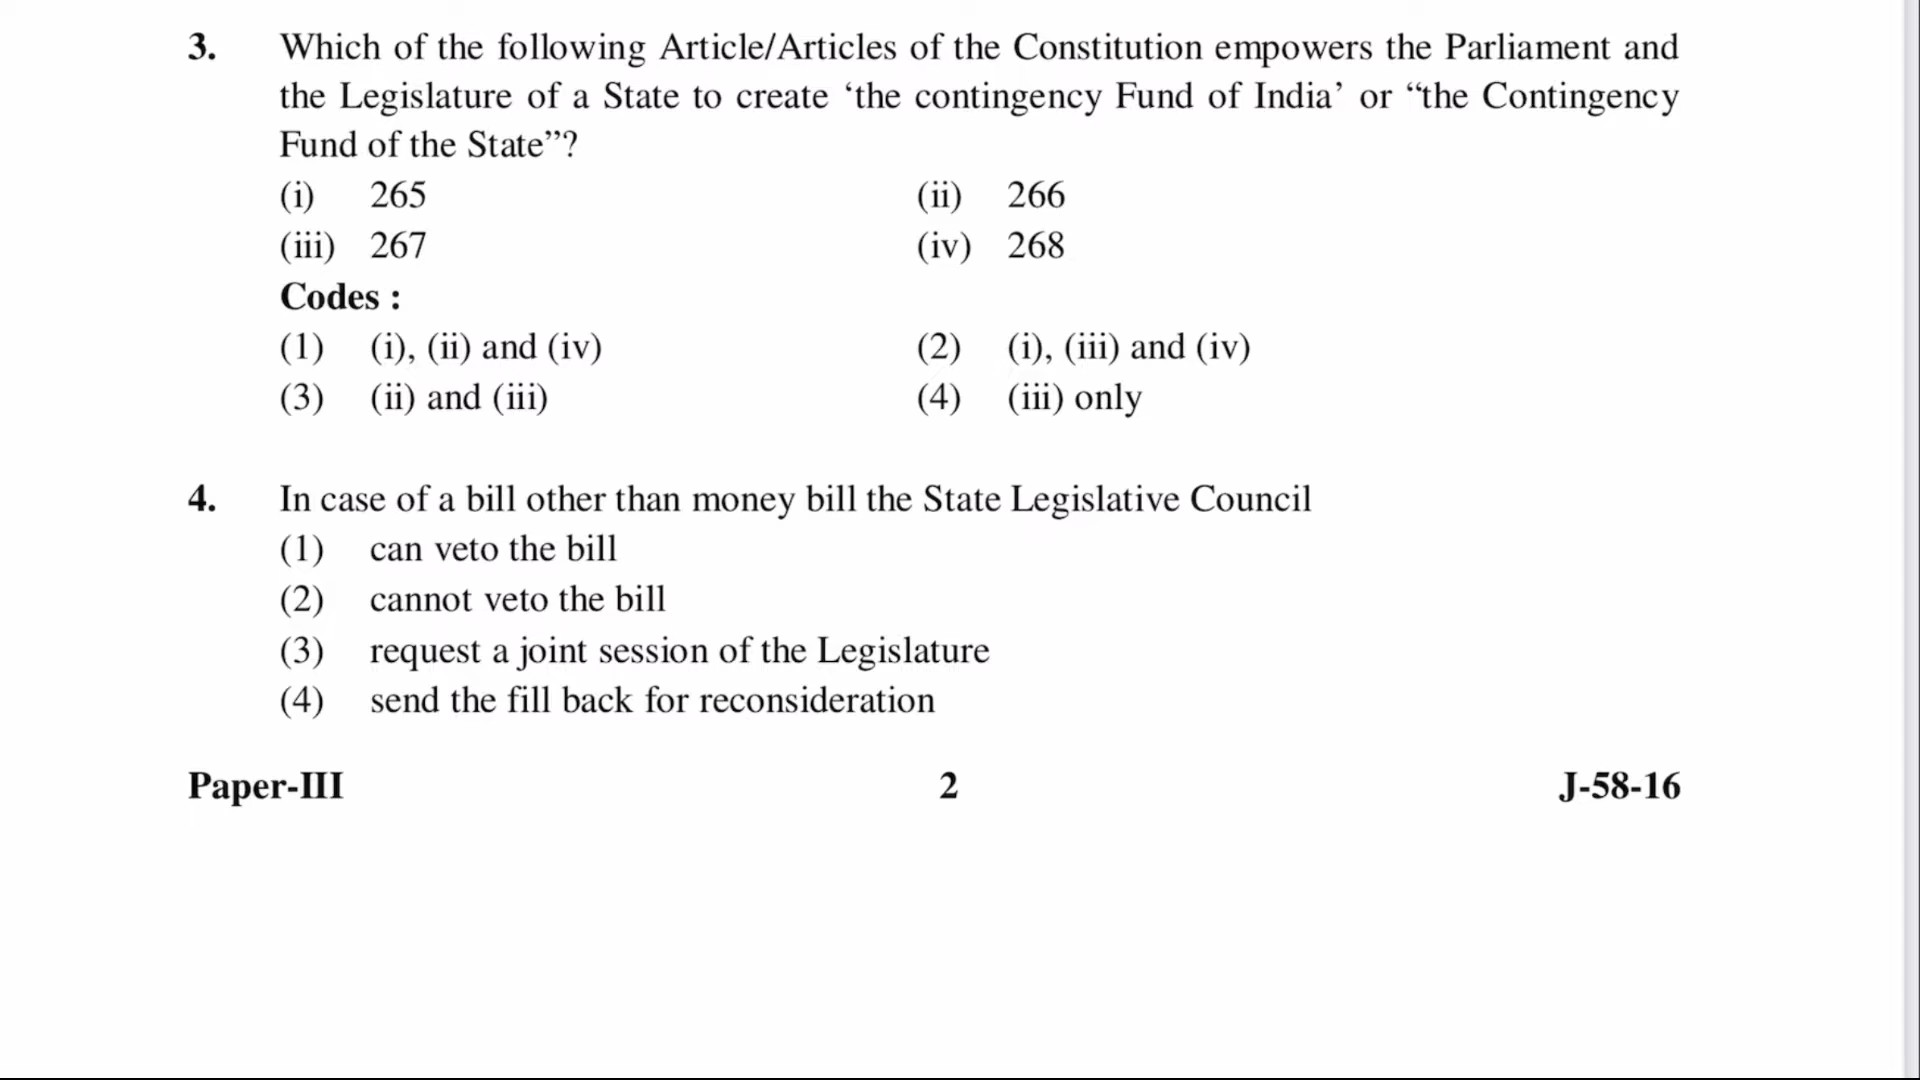 3. Which of the following Article/Articles of the Constitution empowers the Parliament and
the Legislature of a State to create ‘the contingency Fund of India’ or “the Contingency
Fund of the State”?
(i) 265 (ii) 266
(iii) 267 (iv) 268
Codes :
(1) (i), (ii) and (iv) (2) (i), (iii) and (iv)
(3) (ii) and (iii) (4) (iii) only
4. In case of a bill other than money bill the State Legislative Council
(1) can veto the bill
(2) cannot veto the bill
(3) request a joint session of the Legislature
(4) send the fill back for reconsideration
Paper-III 2 J-58-16